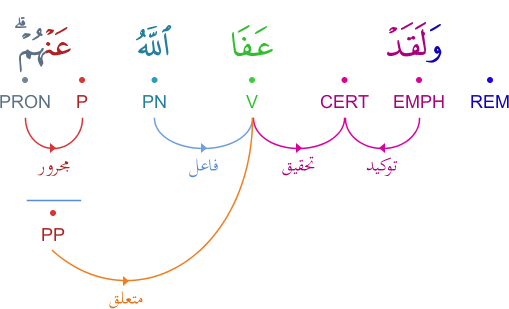 وَلَقَدْ عَفَا ٱللَّهُ عَنْهُمْ ۗ
REM EMPH CERT V PN P PRON
توكيد تحقيق فاعل مجرور
PP
متعلق